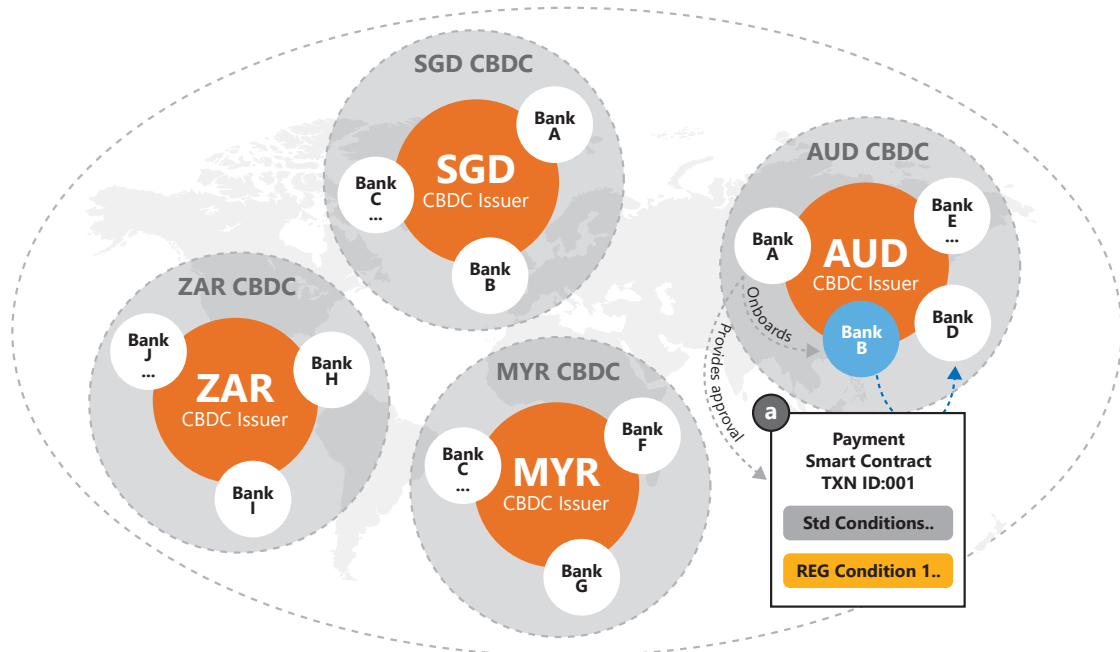 SGD CBDC
Bank
A
SGD
CBDC Issuer
Bank
C
...
Bank
B
AUD CBDC
Bank
A
Bank
E
...
AUD
CBDC Issuer
Bank
B
Bank
D
Onboards
Provides approval
ZAR CBDC
Bank
J
...
Bank
H
ZAR
CBDC Issuer
Bank
I
MYR CBDC
Bank
F
Bank
C
...
MYR
CBDC Issuer
Bank
G
a
Payment
Smart Contract
TXN ID:001
Std Conditions..
REG Condition 1..